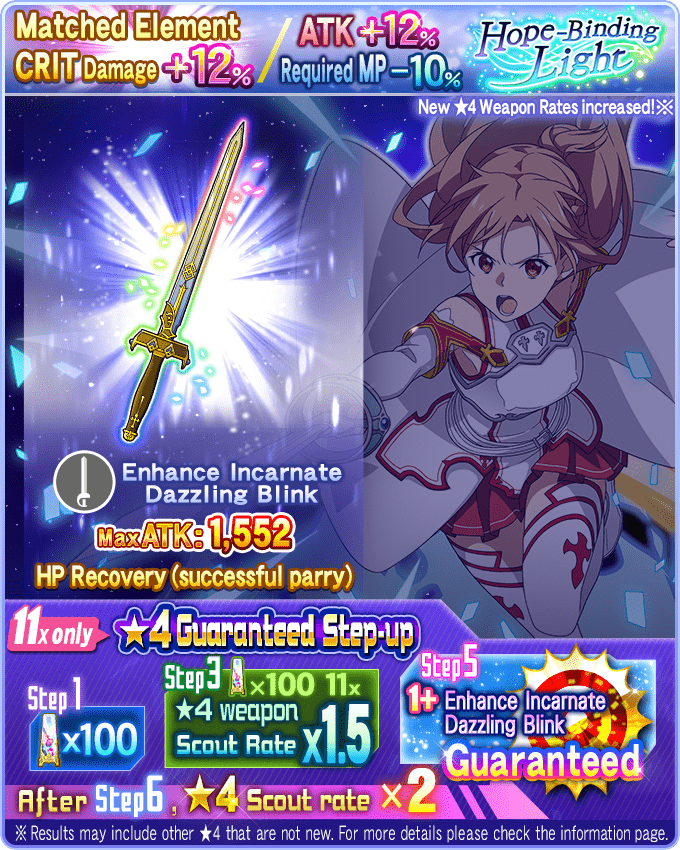 Matched Element
CRIT Damage +12%
/
ATK +12%
Required MP -10%
Hope-Binding
Light
New ★4 Weapon Rates increased!※
Enhance Incarnate
Dazzling Blink
Max ATK: 1,552
HP Recovery (successful parry)
11x only
★4 Guaranteed Step-up
Step 1
×100
Step 3 ×100 11x
★4 weapon
Scout Rate x1.5
Step 5
1+ Enhance Incarnate
Dazzling Blink
Guaranteed
After Step6, ★4 Scout rate ×2
※ Results may include other ★4 that are not new. For more details please check the information page.